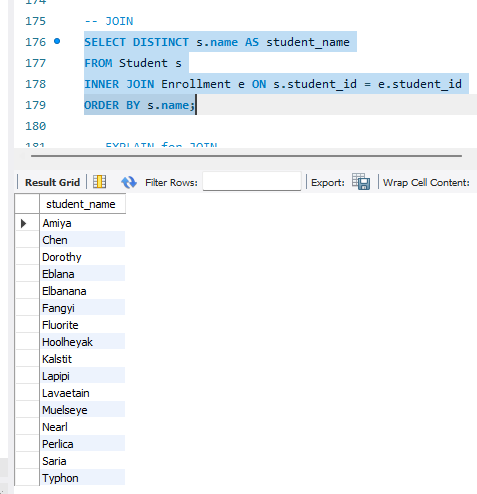 175 -- JOIN
176 SELECT DISTINCT s.name AS student_name
177 FROM Student s
178 INNER JOIN Enrollment e ON s.student_id = e.student_id
179 ORDER BY s.name;
180
EXPLAIN for JOIN
Result Grid Filter Rows: Export: Wrap Cell Content:
student_name
Amiya
Chen
Dorothy
Eblana
Elbanana
Fangyi
Fluorite
Hoolheyak
Kalstit
Lapipi
Lavaetain
Muelseye
Nearl
Perlica
Saria
Typhon